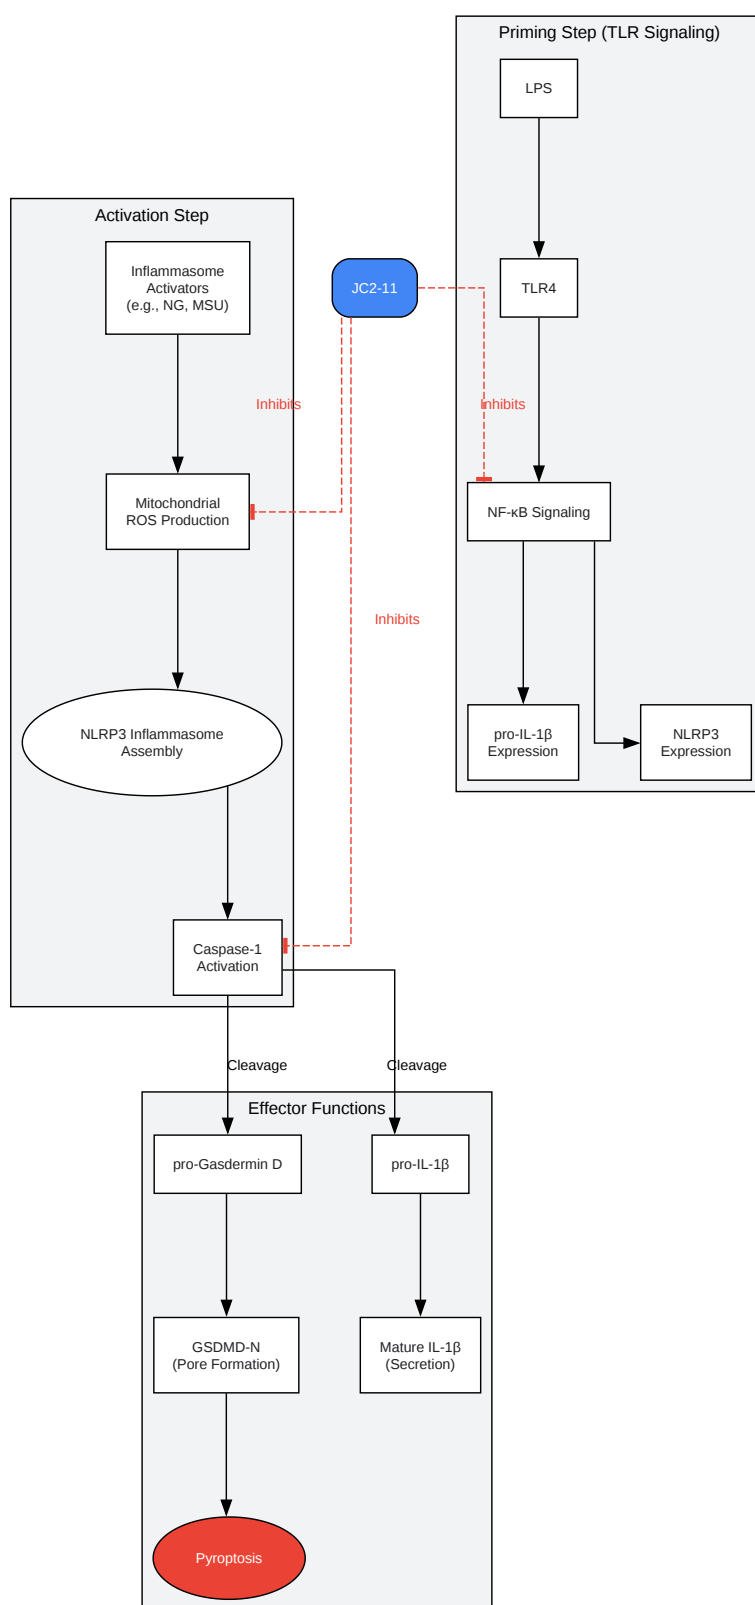 Priming Step (TLR Signaling)
LPS
TLR4
Inhibits
NF-κB Signaling
pro-IL-1β
Expression
NLRP3
Expression
Activation Step
Inflammasome
Activators
(e.g., NG, MSU)
JC2-11
Inhibits
Mitochondrial
ROS Production
Inhibits
NLRP3 Inflammasome
Assembly
Caspase-1
Activation
Cleavage
Cleavage
Effector Functions
pro-Gasdermin D
pro-IL-1β
GSDMD-N
(Pore Formation)
Mature IL-1β
(Secretion)
Pyroptosis